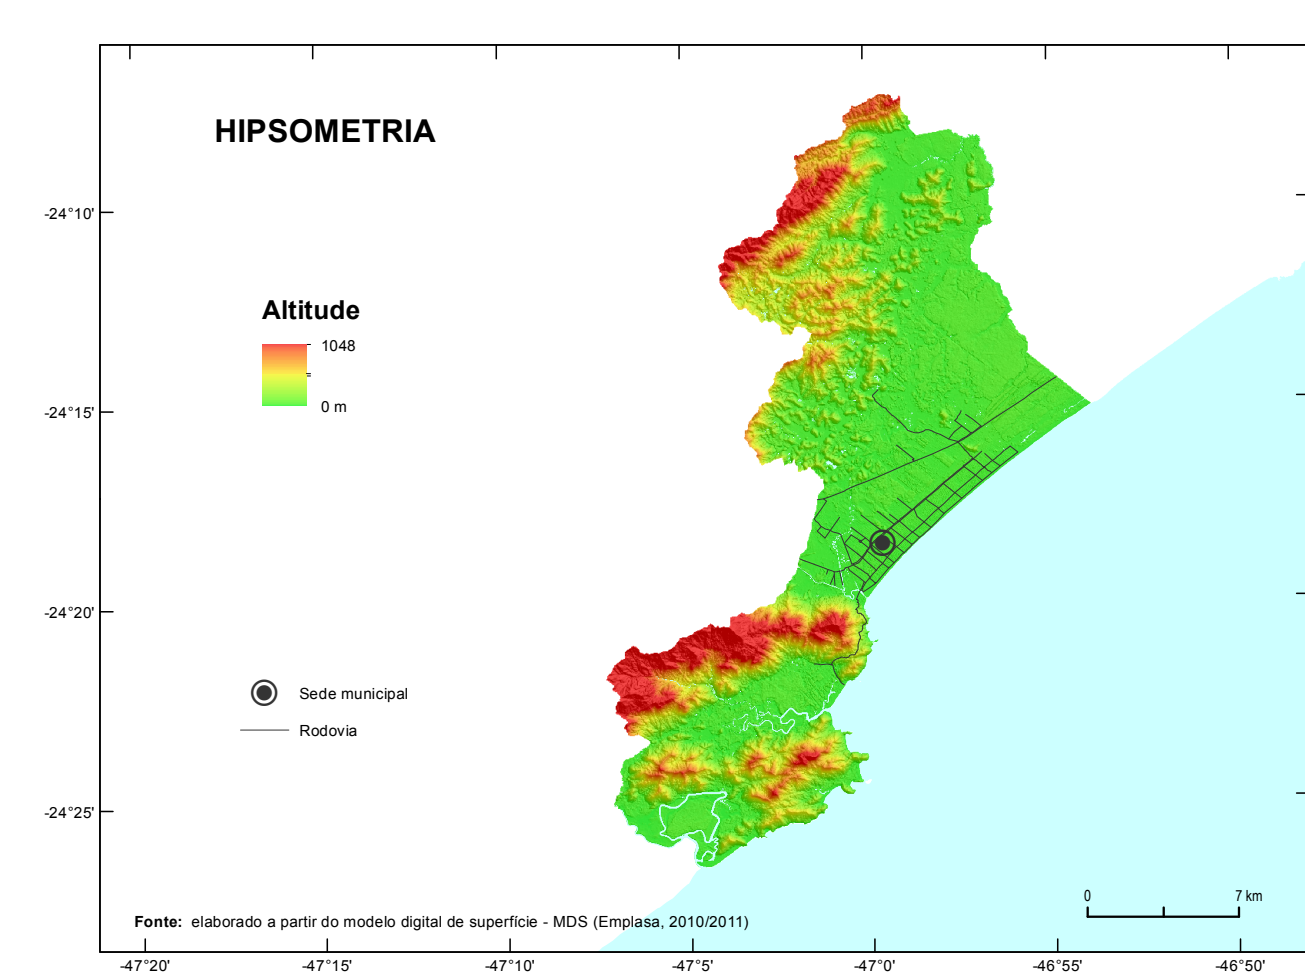 HIPSOMETRIA
-24°10'
Altitude
1048
0 m
-24°15'
-24°20'
Sede municipal
Rodovia
-24°25'
0 7 km
Fonte: elaborado a partir do modelo digital de superfície - MDS (Emplasa, 2010/2011)
-47°20' -47°15' -47°10' -47°5' -47°0' -46°55' -46°50'